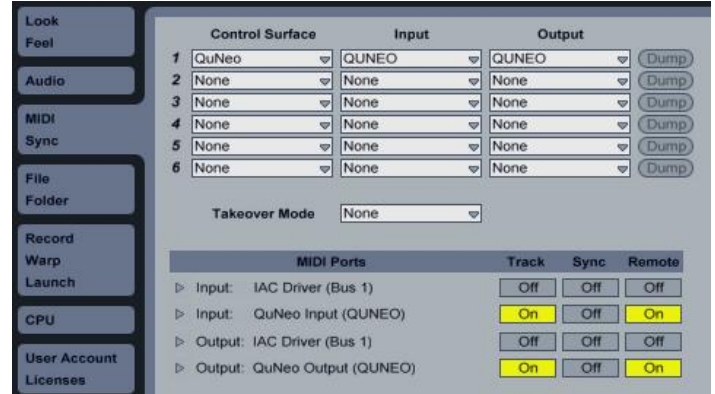 Look
Feel
Audio
MIDI
Sync
File
Folder
Record
Warp
Launch
CPU
User Account
Licenses
Control Surface Input Output
1 QuNeo QUNEO QUNEO Dump
2 None None None Dump
3 None None None Dump
4 None None None Dump
5 None None None Dump
6 None None None Dump
Takeover Mode None
MIDI Ports Track Sync Remote
Input: IAC Driver (Bus 1) Off Off Off
Input: QuNeo Input (QUNEO) On Off On
Output: IAC Driver (Bus 1) Off Off Off
Output: QuNeo Output (QUNEO) On Off On